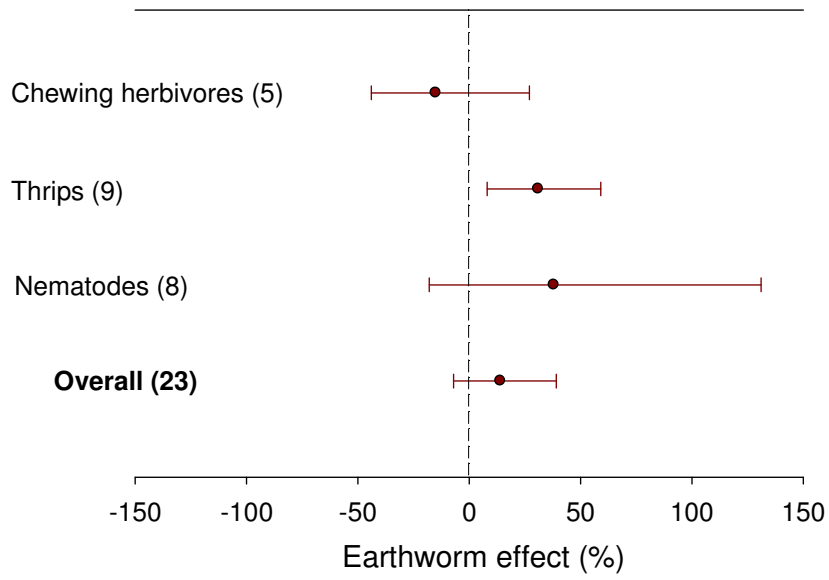 Chewing herbivores (5)
Thrips (9)
Nematodes (8)
Overall (23)
-150 -100 -50 0 50 100 150
Earthworm effect (%)